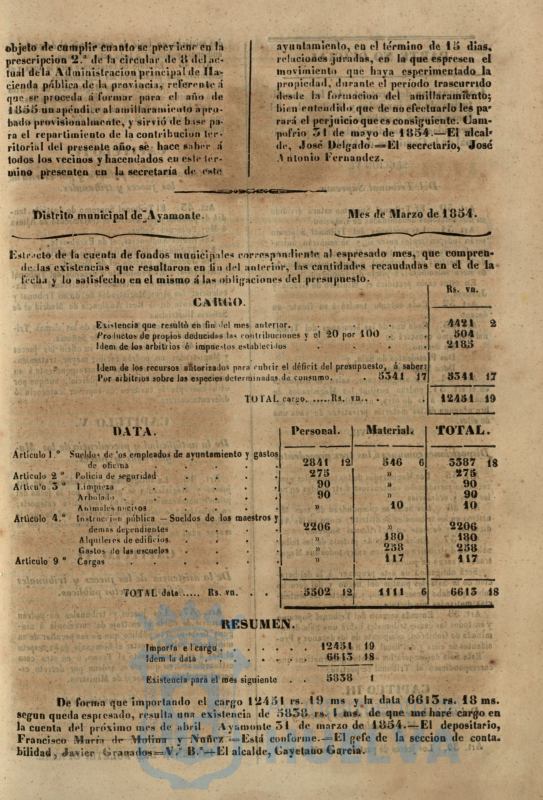 objeto de cumplir cuanto se previene en la
prescripcion 2.ª de la circular de 8 del ac-
tual de la Administracion principal de Ha-
cienda pública de la provincia, referente á
que se proceda á formar para el año de
1855 un apéndice al amillaramiento apro-
bado provisionalmente, y sirvió de base pa-
ra el repartimiento de la contribucion ter-
ritorial del presente año, se hace saber á
todos los vecinos y hacendados en este tér-
mino presenten en la secretaría de este
ayuntamiento, en el término de 15 dias,
relaciones juradas, en la que espresen el
movimiento que haya esperimentado la
propiedad, durante el período trascurrido
desde la formacion del amillaramiento;
bien entendido que de no efectuarlo les pa-
rará el perjuicio que es consiguiente. Cam-
pofrio 31 de mayo de 1854.—El alcal-
de, José Delgado.—El secretario, José
Antonio Fernandez.
Distrito municipal de Ayamonte. Mes de Marzo de 1854.
Estracto de la cuenta de fondos municipales correspondiente al espresado mes, que compren-
de las existencias que resultaron en fin del anterior, las cantidades recaudadas en el de la
fecha y lo satisfecho en el mismo á las obligaciones del presupuesto.
Rs. vn.
CARGO.
Existencia que resultó en fin del mes anterior. 4421 2
Productos de propios deducidas las contribuciones y el 20 por 100 504
Idem de los arbitrios é impuestos establecidos 2185
Idem de los recursos autorizados para cubrir el déficit del presupuesto, á saber:
Por arbitrios sobre las especies determinadas de consumo. 5341 17 5341 17
TOTAL cargo. ......Rs. vn. 12451 19
DATA. Personal. Material. TOTAL.
Artículo 1.º Sueldos de los empleados de ayuntamiento y gastos
de oficina 2841 12 546 6 3387 18
Artículo 2º Policia de seguridad 275 » 275
Artículo 3º Limpieza 90 » 90
Arbolado 90 » 90
Animales nocivos » 10 10
Artículo 4.º Instruccion pública — Sueldos de los maestros y
demas dependientes 2206 2206
Alquileres de edificios » 180 180
Gastos de las escuelas » 258 258
Artículo 9º Cargas » 117 117
TOTAL data ..... Rs. vn. 5502 12 1111 6 6613 18
RESUMEN.
Importa el cargo 12451 19
Idem la data 6613 18
Existencia para el mes siguiente 5838 1
De forma que importando el cargo 12451 rs. 19 ms y la data 6613 rs. 18 ms.
segun queda espresado, resulta una existencia de 5838 rs. 1 ms. de que me haré cargo en
la cuenta del próximo mes de abril. Ayamonte 31 de marzo de 1854.—El depositario,
Francisco María de Molina y Nuñez.—Está conforme.—El gefe de la seccion de conta-
bilidad, Javier Granados=V.º B.º—El alcalde, Cayetano García.